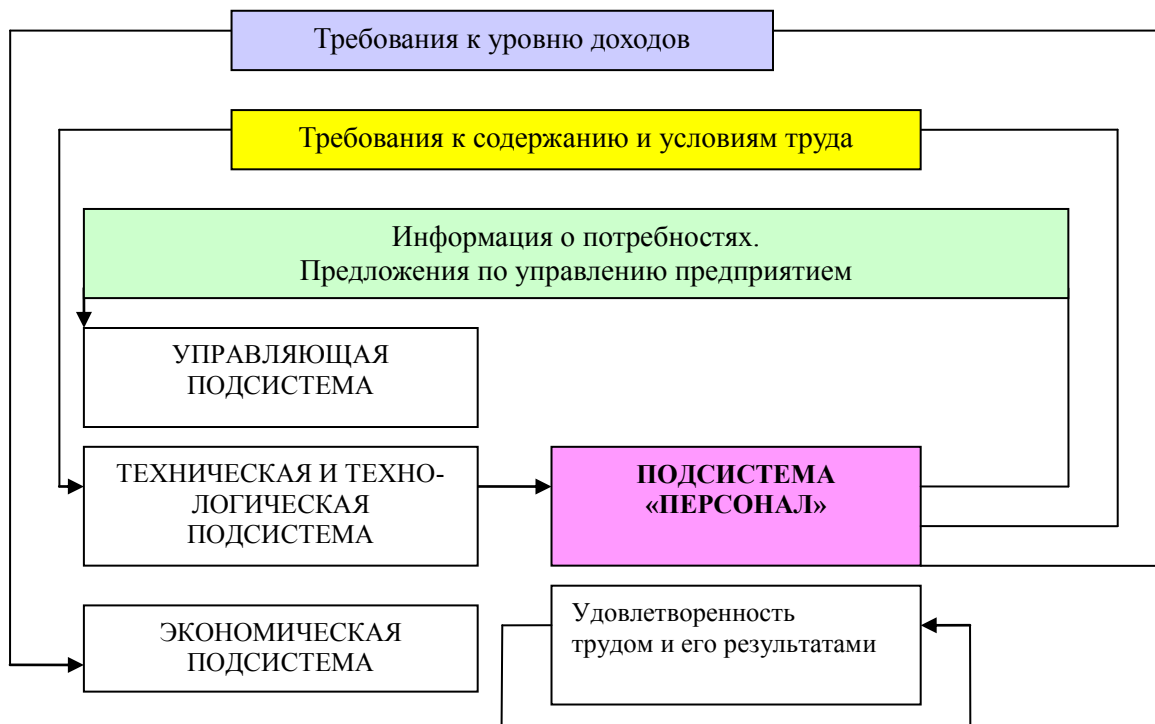 Требования к уровню доходов
Требования к содержанию и условиям труда
Информация о потребностях.
Предложения по управлению предприятием
УПРАВЛЯЮЩАЯ
ПОДСИСТЕМА
ТЕХНИЧЕСКАЯ И ТЕХНО-
ЛОГИЧЕСКАЯ
ПОДСИСТЕМА
ПОДСИСТЕМА
«ПЕРСОНАЛ»
ЭКОНОМИЧЕСКАЯ
ПОДСИСТЕМА
Удовлетворенность
трудом и его результатами